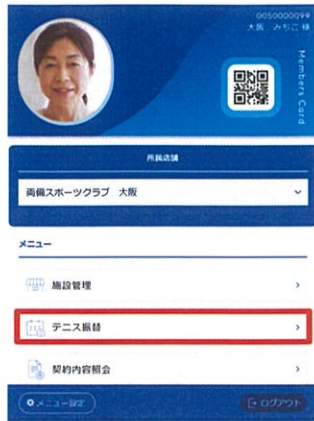 0050000099
大阪 みちこ 様
Members Card
所属店舗
両備スポーツクラブ 大阪
メニュー
施設管理
テニス振替
契約内容照会
メニュー設定
ログアウト